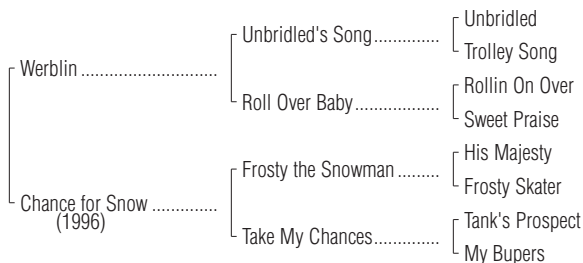 Unbridled
Unbridled's Song..............
Trolley Song
Werblin ............................
Rollin On Over
Roll Over Baby..................
Sweet Praise
His Majesty
Frosty the Snowman .........
Frosty Skater
Chance for Snow ..............
(1996)
Tank's Prospect
Take My Chances..............
My Bupers